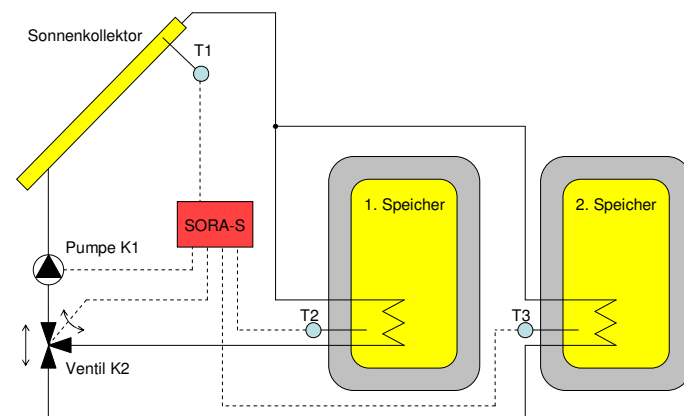 Sonnenkollektor
T1
1. Speicher
2. Speicher
SORA-S
Pumpe K1
T2
T3
Ventil K2